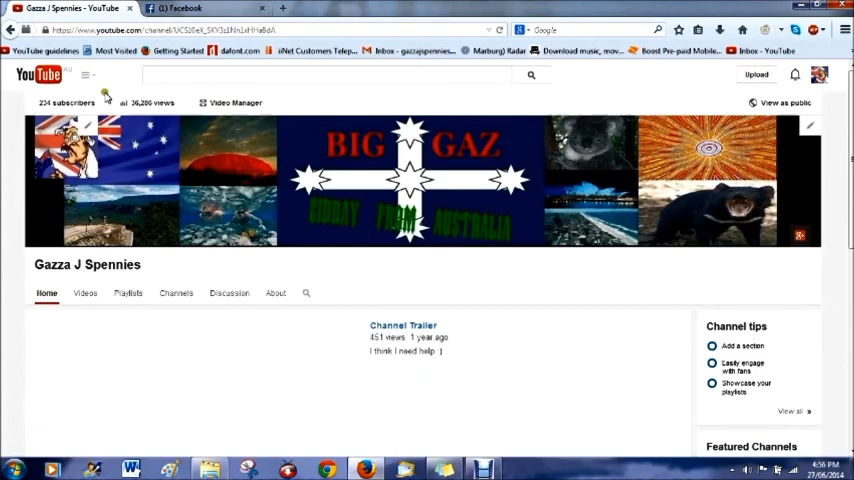 Gazza J Spennies - YouTube
(1) Facebook
https://www.youtube.com/channel/
Google
YouTube guidelines Most Visited Getting Started dafont.com iiNet Customer Telep... Inbox - gazzajspennies... Marburg) Radar Download music, mov... Boost Pre-paid Mobile... Inbox - YouTube
YouTube AU Upload
234 subscribers 36,286 views Video Manager View as public
BIG GAZ
GIDDAY FROM AUSTRALIA
Gazza J Spennies
Home Videos Playlists Channels Discussion About
Channel Trailer
451 views 1 year ago
I think I need help :)
Channel tips
Add a section
Easily engage
with fans
Showcase your
playlists
View all »
Featured Channels
4:56 PM
27/06/2014